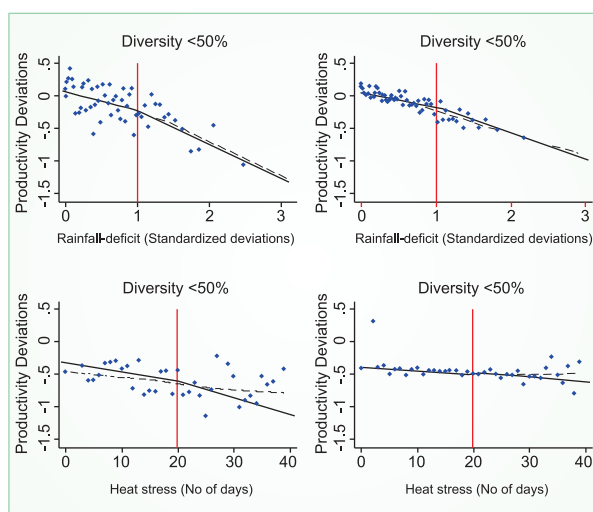 Diversity <50%
Productivity Deviations
.5
0
-.5
-1
-1.5
0 1 2 3
Rainfall-deficit (Standardized deviations)
Diversity <50%
Productivity Deviations
.5
0
-.5
-1
-1.5
0 1 2 3
Rainfall-deficit (Standardized deviations)
Diversity <50%
Productivity Deviations
.5
0
-.5
-1
-1.5
0 10 20 30 40
Heat stress (No of days)
Diversity <50%
Productivity Deviations
.5
0
-.5
-1
-1.5
0 10 20 30 40
Heat stress (No of days)